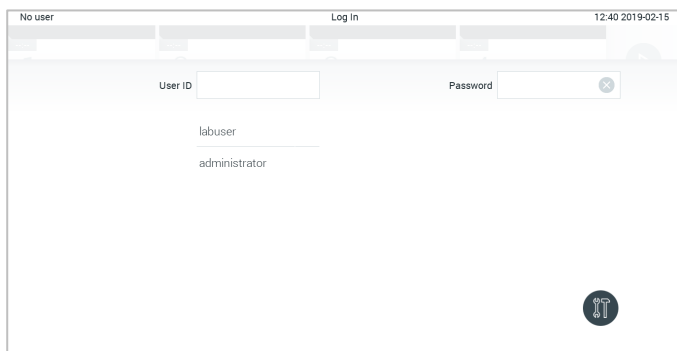 No user Log In 12:40 2019-02-15
User ID Password
labuser
administrator